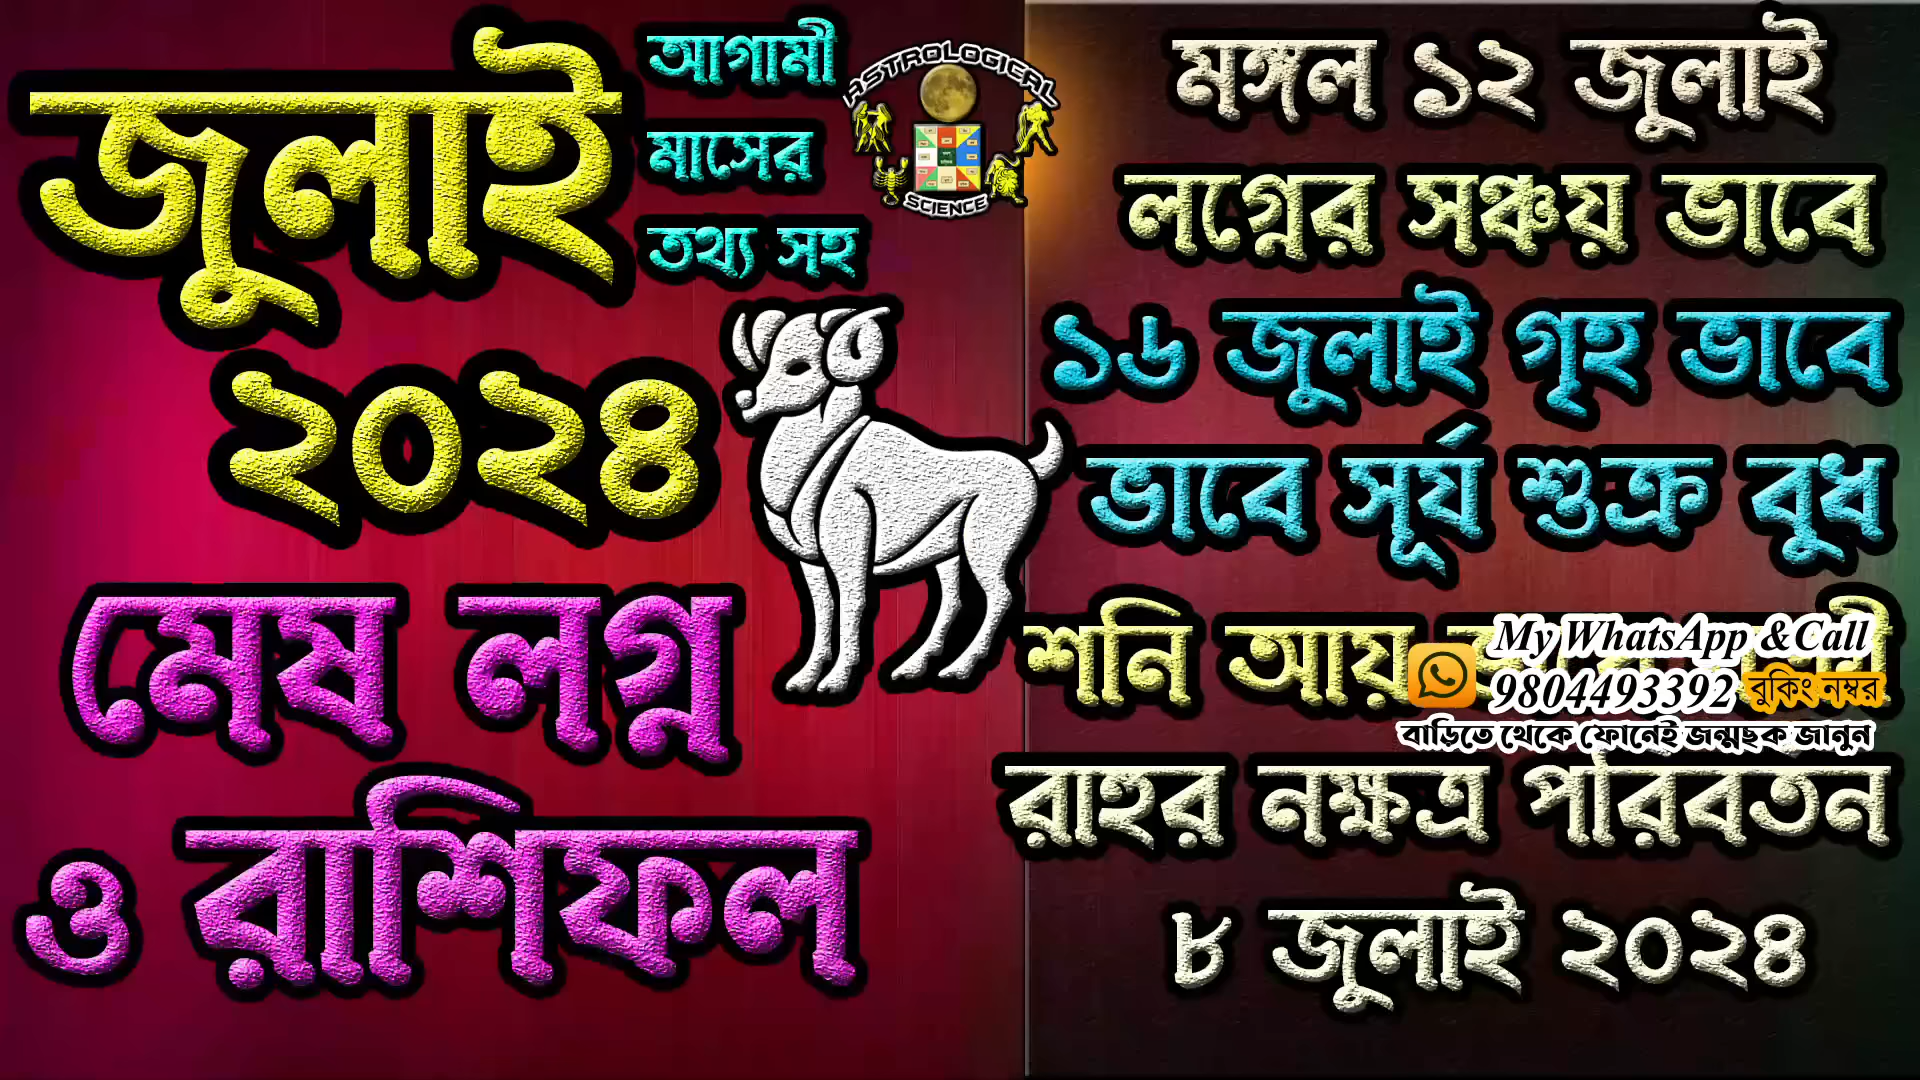 জুলাই
২০২৪
আগামী
মাসের
তথ্য সহ
ASTROLOGICAL
SCIENCE
মেষ লগ্ন
ও রাশিফল
মঙ্গল ১২ জুলাই
লগ্নের সঞ্চয় ভাবে
১৬ জুলাই গৃহ ভাবে
ভাবে সূর্য শুক্র বুধ
শনি আয়
My WhatsApp &Call
9804493392 বুকিং নম্বর
বাড়িতে থেকে ফোনেই জন্মছক জানুন
রাহুর নক্ষত্র পরিবর্তন
৮ জুলাই ২০২৪